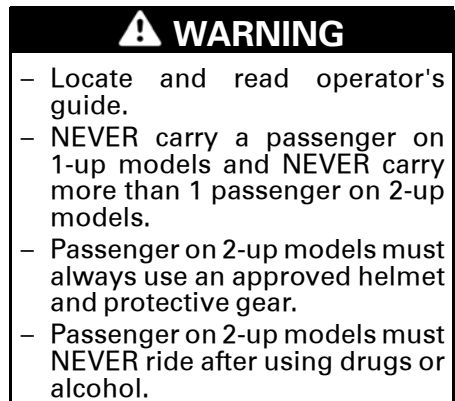 WARNING
– Locate and read operator's
guide.
– NEVER carry a passenger on
1-up models and NEVER carry
more than 1 passenger on 2-up
models.
– Passenger on 2-up models must
always use an approved helmet
and protective gear.
– Passenger on 2-up models must
NEVER ride after using drugs or
alcohol.